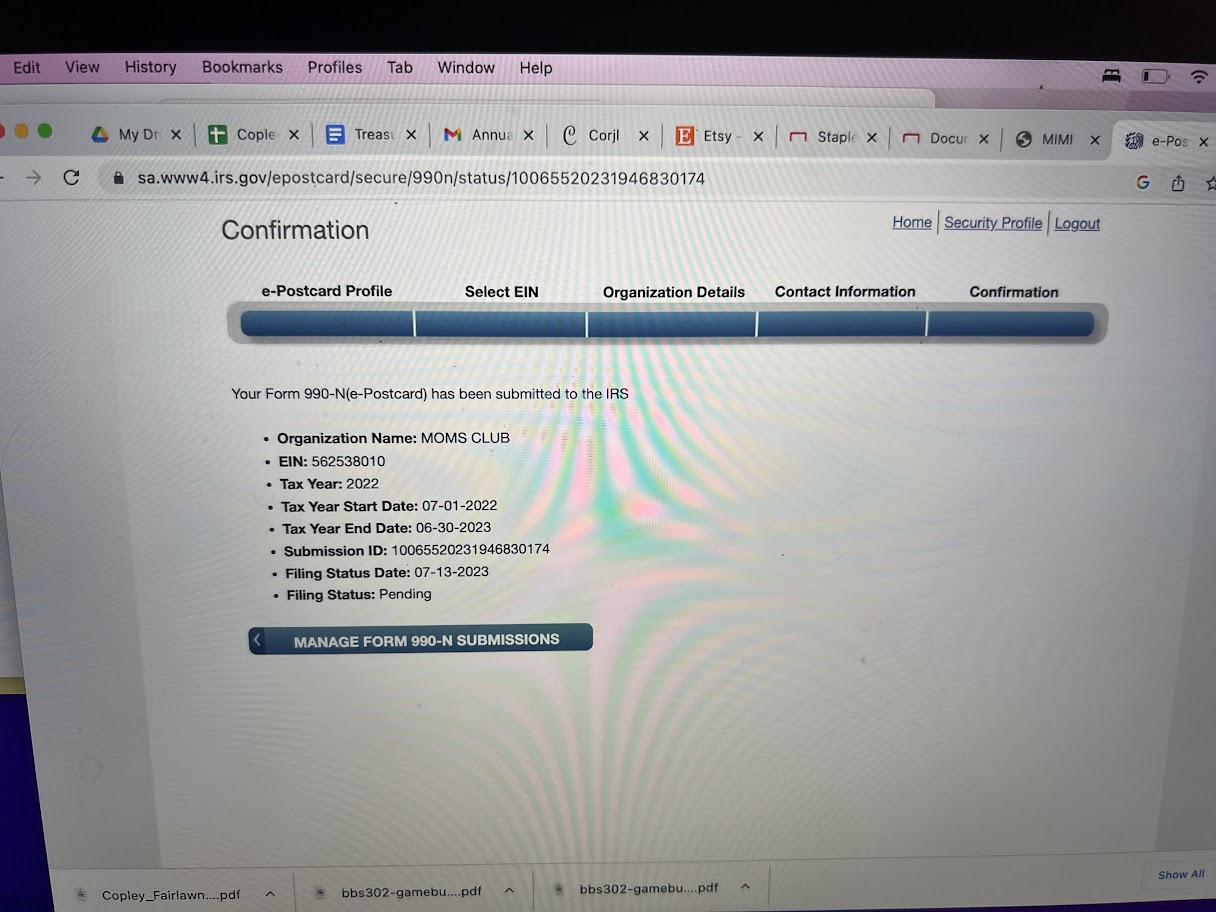 Edit View History Bookmarks Profiles Tab Window Help
My Dr Cople Treasu Annua Corjl Etsy - Staple Docur MIMI e-Pos
sa.www4.irs.gov/epostcard/secure/990n/status/10065520231946830174
Confirmation
Home Security Profile Logout
e-Postcard Profile Select EIN Organization Details Contact Information Confirmation
Your Form 990-N(e-Postcard) has been submitted to the IRS
• Organization Name: MOMS CLUB
• EIN: 562538010
• Tax Year: 2022
• Tax Year Start Date: 07-01-2022
• Tax Year End Date: 06-30-2023
• Submission ID: 10065520231946830174
• Filing Status Date: 07-13-2023
• Filing Status: Pending
MANAGE FORM 990-N SUBMISSIONS
Copley_Fairlawn....pdf bbs302-gamebu....pdf bbs302-gamebu....pdf Show All